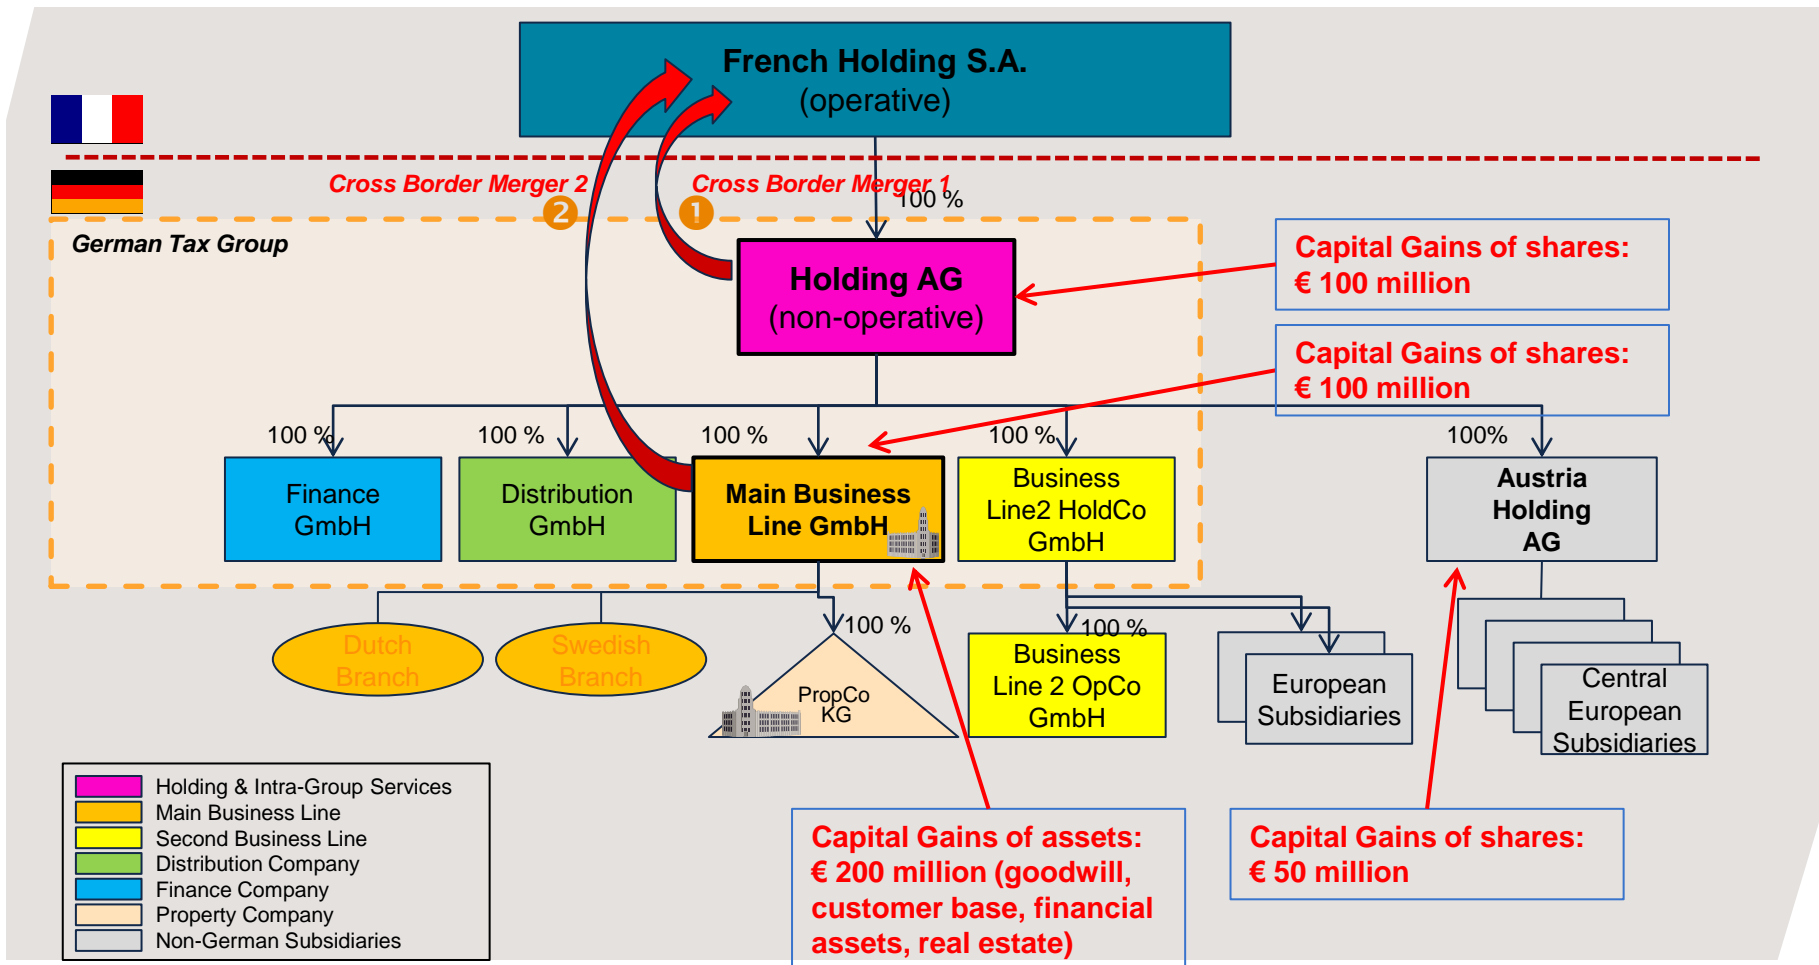 French Holding S.A.
(operative)
Cross Border Merger 2
Cross Border Merger 1
2
1
100 %
German Tax Group
Holding AG
(non-operative)
Capital Gains of shares:
€ 100 million
Capital Gains of shares:
€ 100 million
100 %
100 %
100 %
100 %
100%
Finance
GmbH
Distribution
GmbH
Main Business
Line GmbH
Business
Line2 HoldCo
GmbH
Austria
Holding
AG
Dutch
Branch
Swedish
Branch
100 %
PropCo
KG
100 %
Business
Line 2 OpCo
GmbH
European
Subsidiaries
Central
European
Subsidiaries
Holding & Intra-Group Services
Main Business Line
Second Business Line
Distribution Company
Finance Company
Property Company
Non-German Subsidiaries
Capital Gains of assets:
€ 200 million (goodwill,
customer base, financial
assets, real estate)
Capital Gains of shares:
€ 50 million